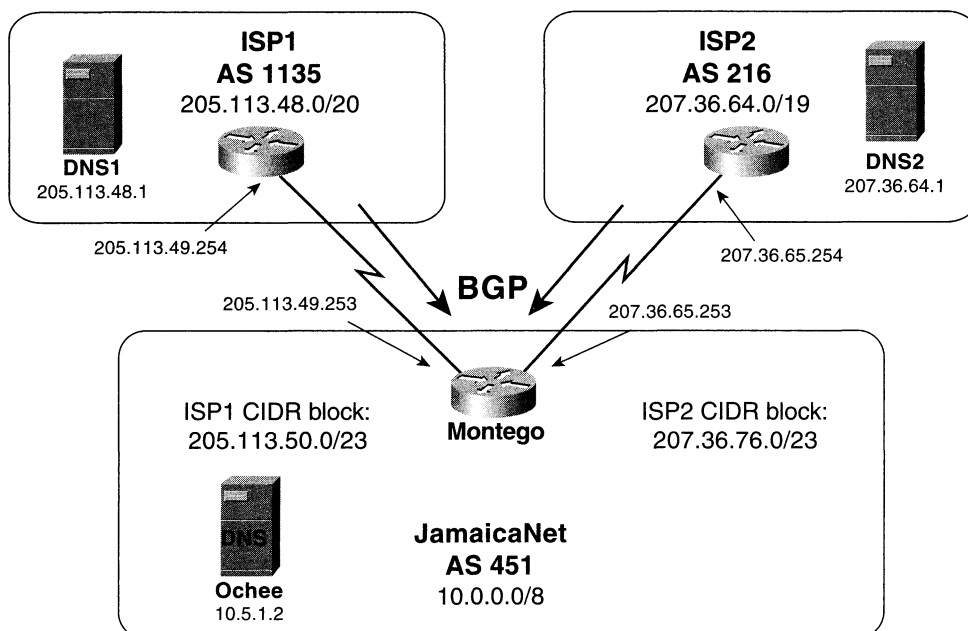 ISP1
AS 1135
205.113.48.0/20
DNS1
205.113.48.1
ISP2
AS 216
207.36.64.0/19
DNS2
207.36.64.1
205.113.49.254
207.36.65.254
BGP
205.113.49.253
207.36.65.253
ISP1 CIDR block:
205.113.50.0/23
Montego
ISP2 CIDR block:
207.36.76.0/23
DNS
Ochee
10.5.1.2
JamaicaNet
AS 451
10.0.0.0/8